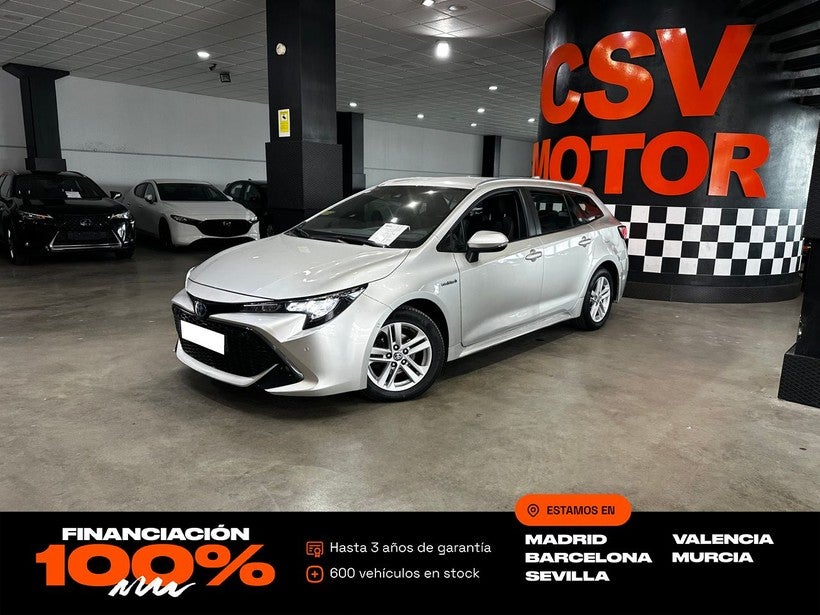 CSV
MOTOR
ESTAMOS EN
FINANCIACIÓN
100%
Hasta 3 años de garantía
600 vehículos en stock
MADRID
BARCELONA
SEVILLA
VALENCIA
MURCIA